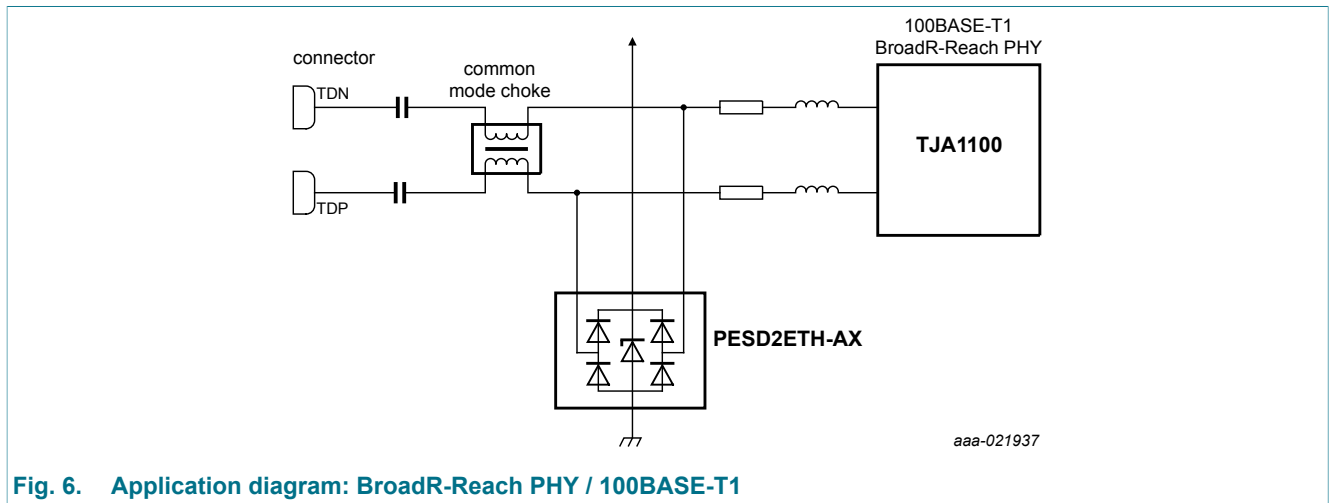 100BASE-T1
BroadR-Reach PHY
connector
common
mode choke
TDN
TJA1100
TDP
PESD2ETH-AX
aaa-021937
Fig. 6. Application diagram: BroadR-Reach PHY / 100BASE-T1